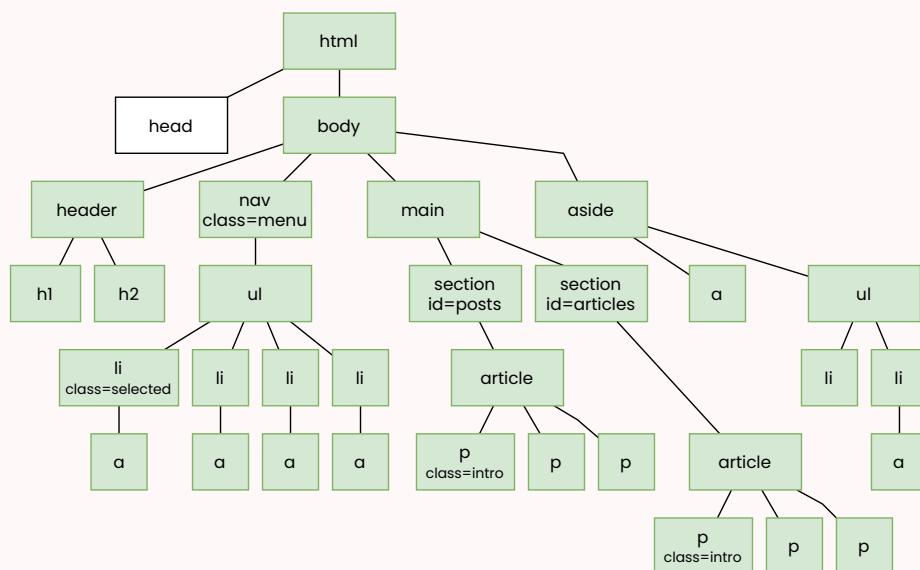 html
head
body
header
nav
class=menu
main
aside
h1
h2
ul
section
id=posts
section
id=articles
a
ul
li
class=selected
li
li
li
article
li
li
a
a
a
a
p
class=intro
p
p
article
a
p
class=intro
p
p